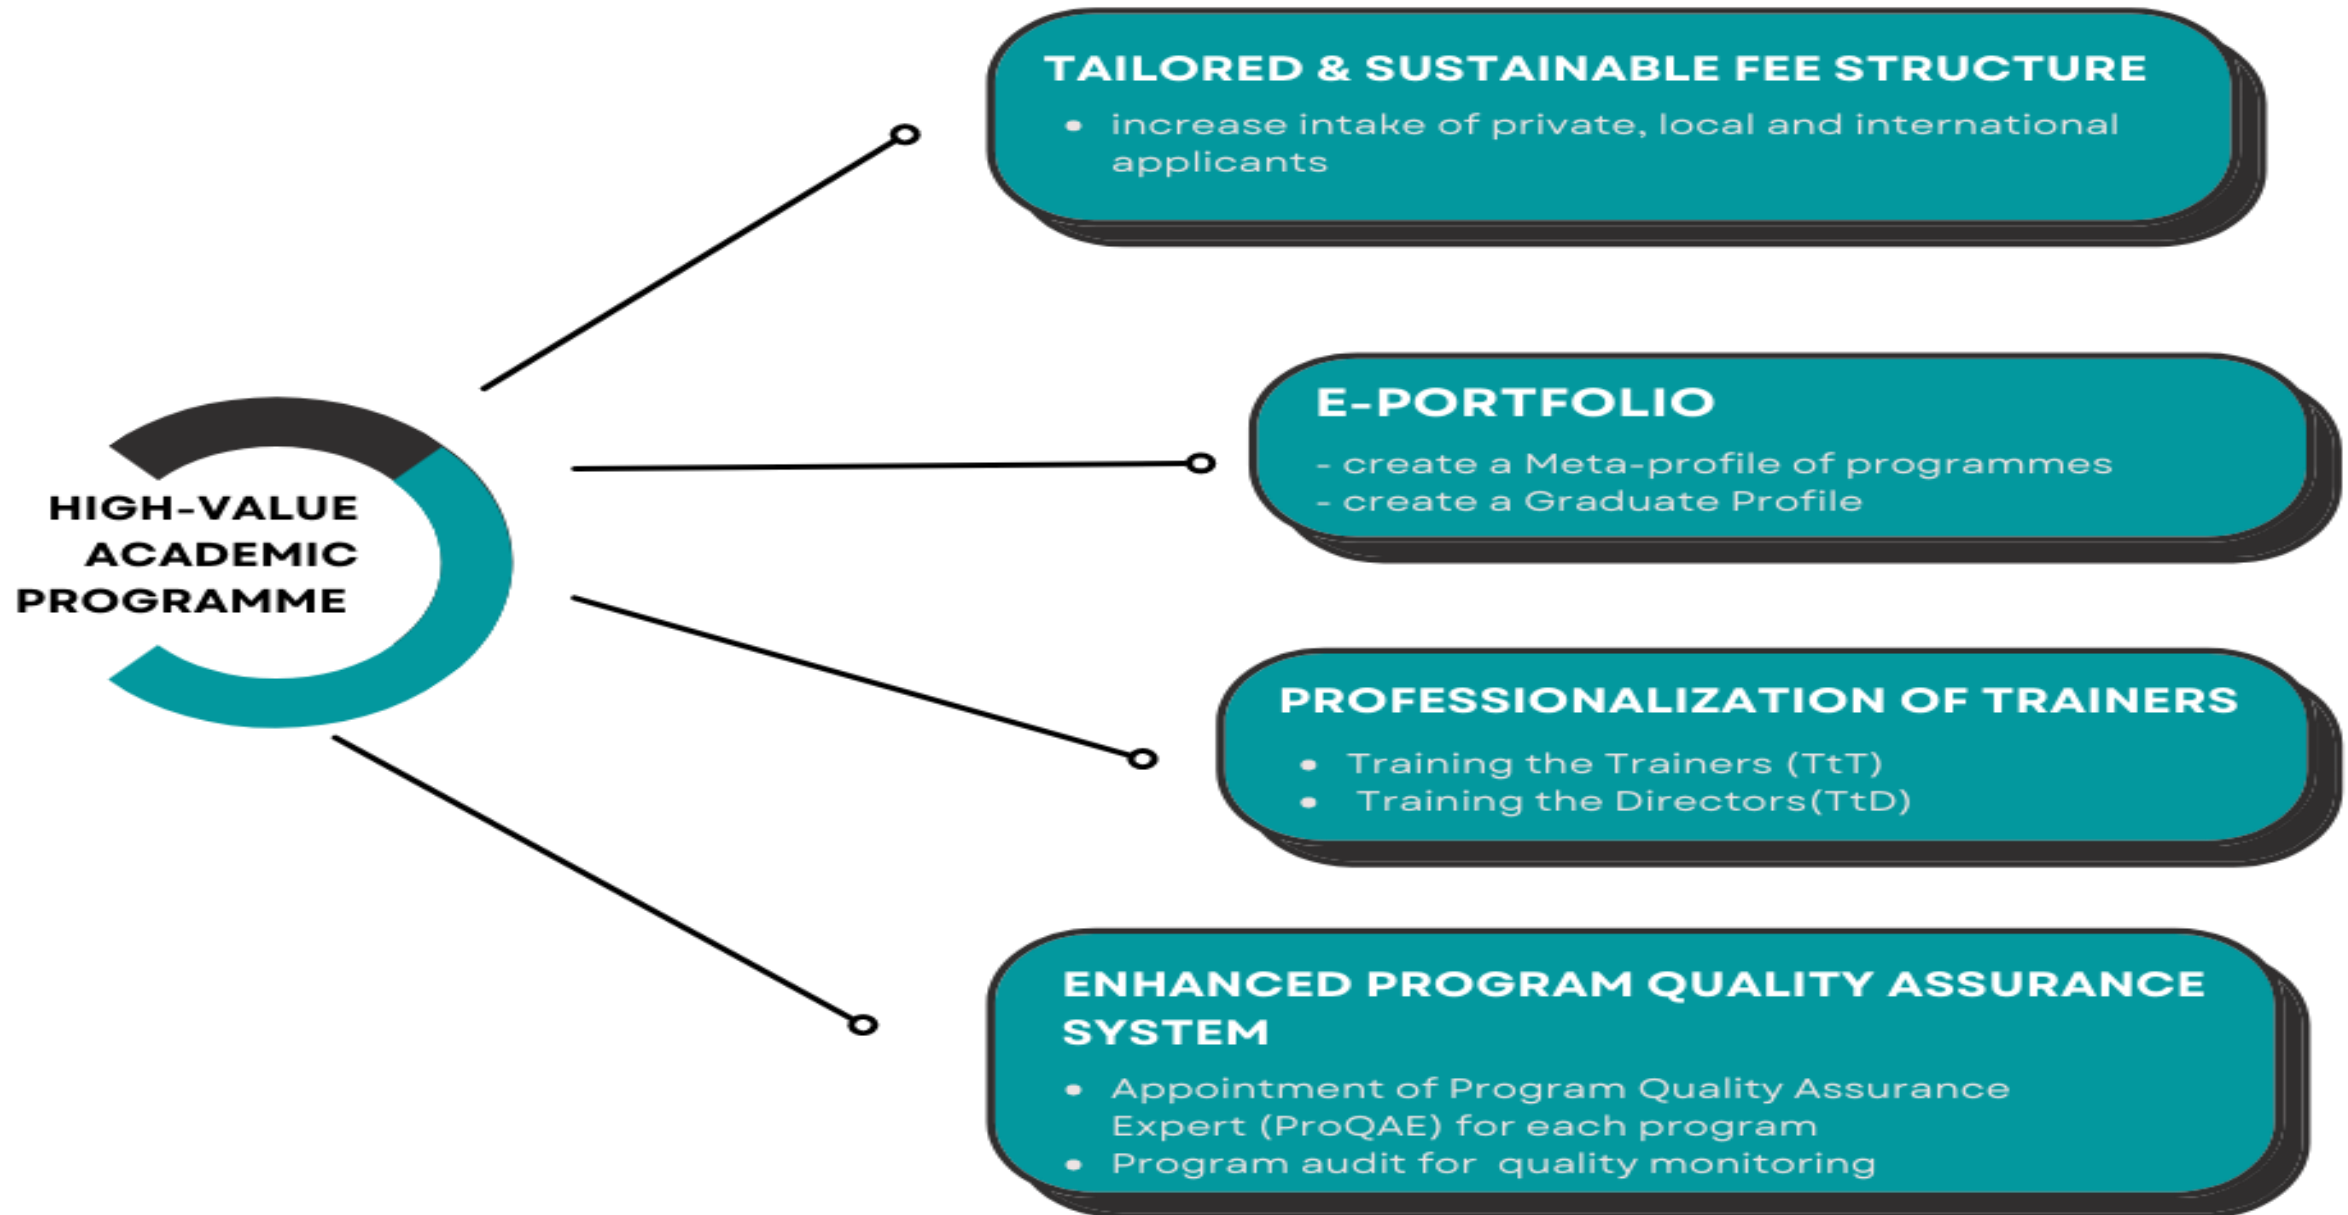 TAILORED & SUSTAINABLE FEE STRUCTURE
• increase intake of private, local and international
applicants
HIGH-VALUE
ACADEMIC
PROGRAMME
E-PORTFOLIO
- create a Meta-profile of programmes
- create a Graduate Profile
PROFESSIONALIZATION OF TRAINERS
• Training the Trainers (TtT)
• Training the Directors(TtD)
ENHANCED PROGRAM QUALITY ASSURANCE
SYSTEM
• Appointment of Program Quality Assurance
Expert (ProQAE) for each program
• Program audit for quality monitoring